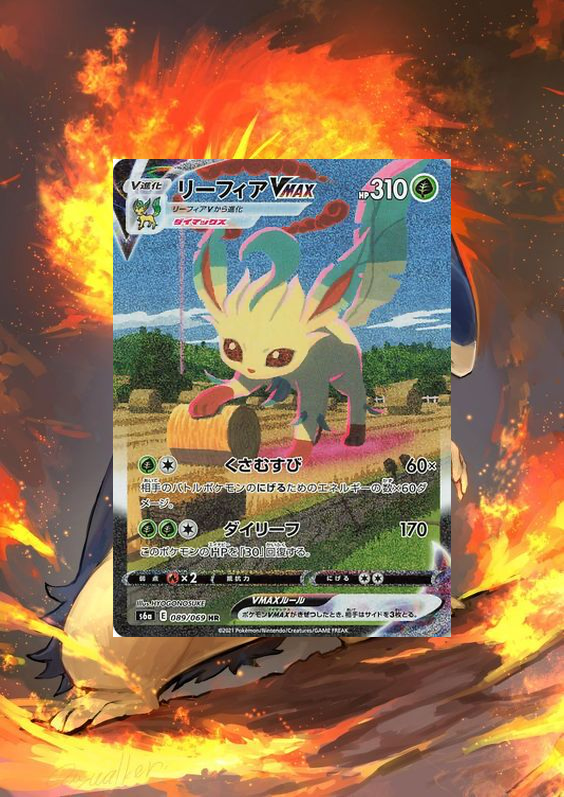 V進化
リーフィアVMAX
HP310
リーフィアVから進化
ダイマックス
くさむすび 60×
相手のバトルポケモンのにげるためのエネルギーの数×60ダ
メージ。
ダイリーフ 170
このポケモンのHPを「30」回復する。
弱点 ×2 抵抗力 にげる
Illus. HYOGONOSUKE
VMAXルール
ポケモンVMAXがきぜつしたとき、相手はサイドを3枚とる。
s6a E 089/069 HR
©2021 Pokémon/Nintendo/Creatures/GAME FREAK.